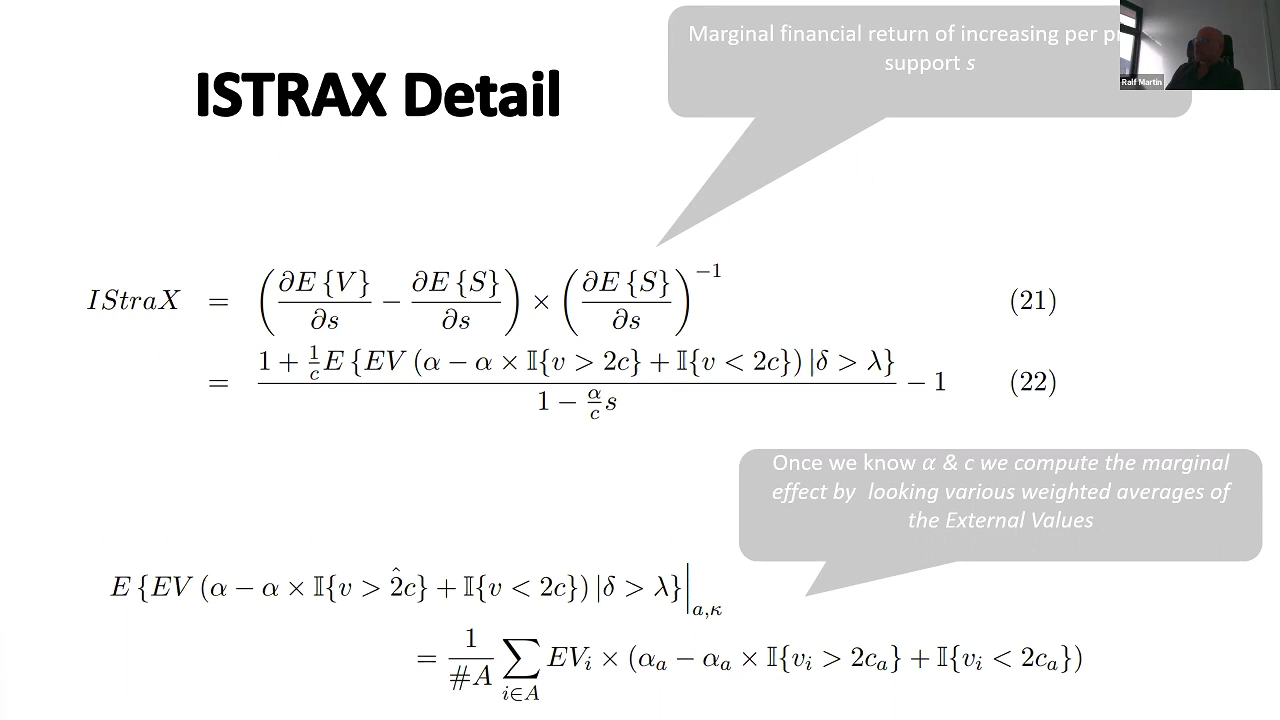 Marginal financial return of increasing per
support s
Ralf Martin
ISTRAX Detail
IStraX = (∂E{V}/∂s − ∂E{S}/∂s) × (∂E{S}/∂s)^{−1} (21)
= (1 + (1/c)E{EV(α − α × 𝕀{v > 2c} + 𝕀{v < 2c})|δ > λ}) / (1 − (α/c)s) − 1 (22)
Once we know α & c we compute the marginal
effect by looking various weighted averages of
the External Values
E{EV(α − α × 𝕀{v > 2̂c} + 𝕀{v < 2c})|δ > λ}|_{a,κ}
= (1/#A) ∑_{i∈A} EV_i × (α_a − α_a × 𝕀{v_i > 2c_a} + 𝕀{v_i < 2c_a})